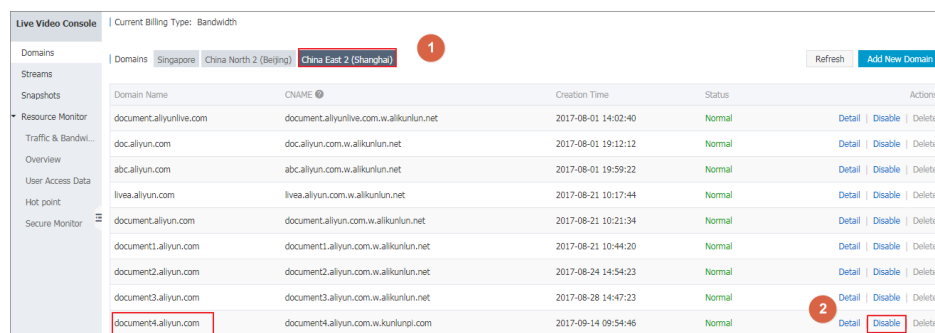 Live Video Console
Current Billing Type: Bandwidth
Domains
Streams
Snapshots
Resource Monitor
Traffic & Bandwi...
Overview
User Access Data
Hot point
Secure Monitor
Domains Singapore China North 2 (Beijing) China East 2 (Shanghai)
1
Refresh Add New Domain
Domain Name CNAME Creation Time Status Actions
document.aliyunlive.com document.aliyunlive.com.w.alikunlun.net 2017-08-01 14:02:40 Normal Detail | Disable | Delete
doc.aliyun.com doc.aliyun.com.w.alikunlun.net 2017-08-01 19:12:12 Normal Detail | Disable | Delete
abc.aliyun.com abc.aliyun.com.w.alikunlun.net 2017-08-01 19:59:22 Normal Detail | Disable | Delete
livea.aliyun.com livea.aliyun.com.w.alikunlun.net 2017-08-21 10:17:44 Normal Detail | Disable | Delete
document.aliyun.com document.aliyun.com.w.alikunlun.net 2017-08-21 10:21:34 Normal Detail | Disable | Delete
document1.aliyun.com document1.aliyun.com.w.alikunlun.net 2017-08-21 10:44:20 Normal Detail | Disable | Delete
document2.aliyun.com document2.aliyun.com.w.alikunlun.net 2017-08-24 14:54:23 Normal Detail | Disable | Delete
document3.aliyun.com document3.aliyun.com.w.alikunlun.net 2017-08-28 14:47:23 Normal Detail | Disable | Delete
2
document4.aliyun.com document4.aliyun.com.w.kunlunpi.com 2017-09-14 09:54:46 Normal Detail | Disable | Delete